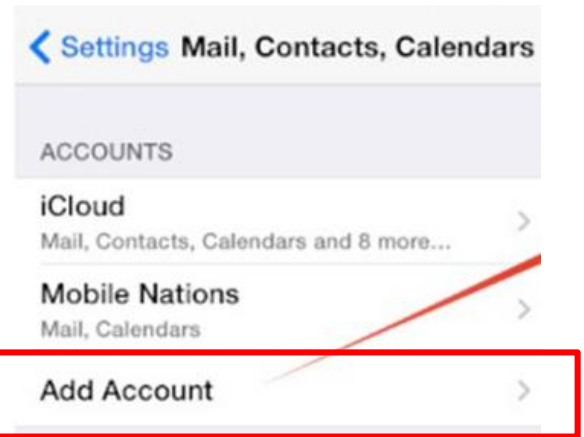 Settings Mail, Contacts, Calendars
ACCOUNTS
iCloud
Mail, Contacts, Calendars and 8 more...
Mobile Nations
Mail, Calendars
Add Account